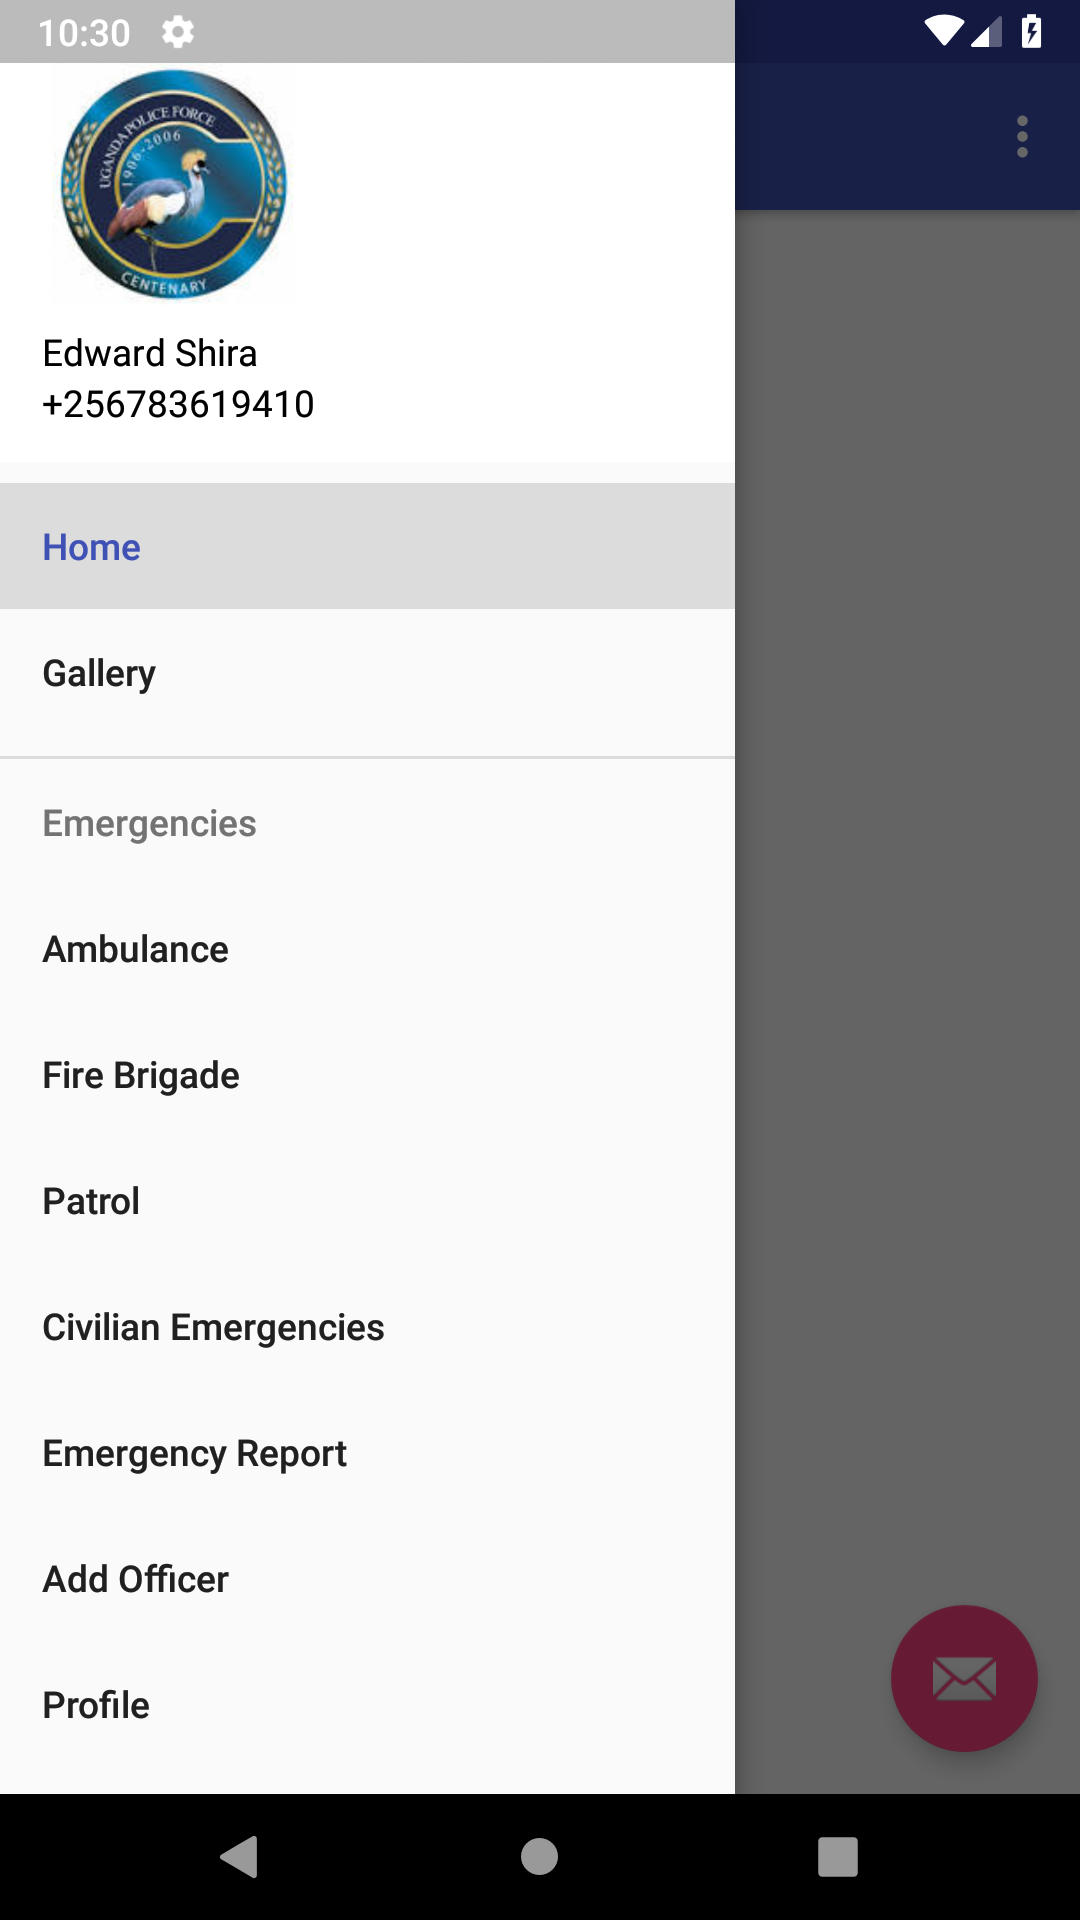 10:30
UGANDA POLICE FORCE
1906-2006
CENTENARY
Edward Shira
+256783619410
Home
Gallery
Emergencies
Ambulance
Fire Brigade
Patrol
Civilian Emergencies
Emergency Report
Add Officer
Profile